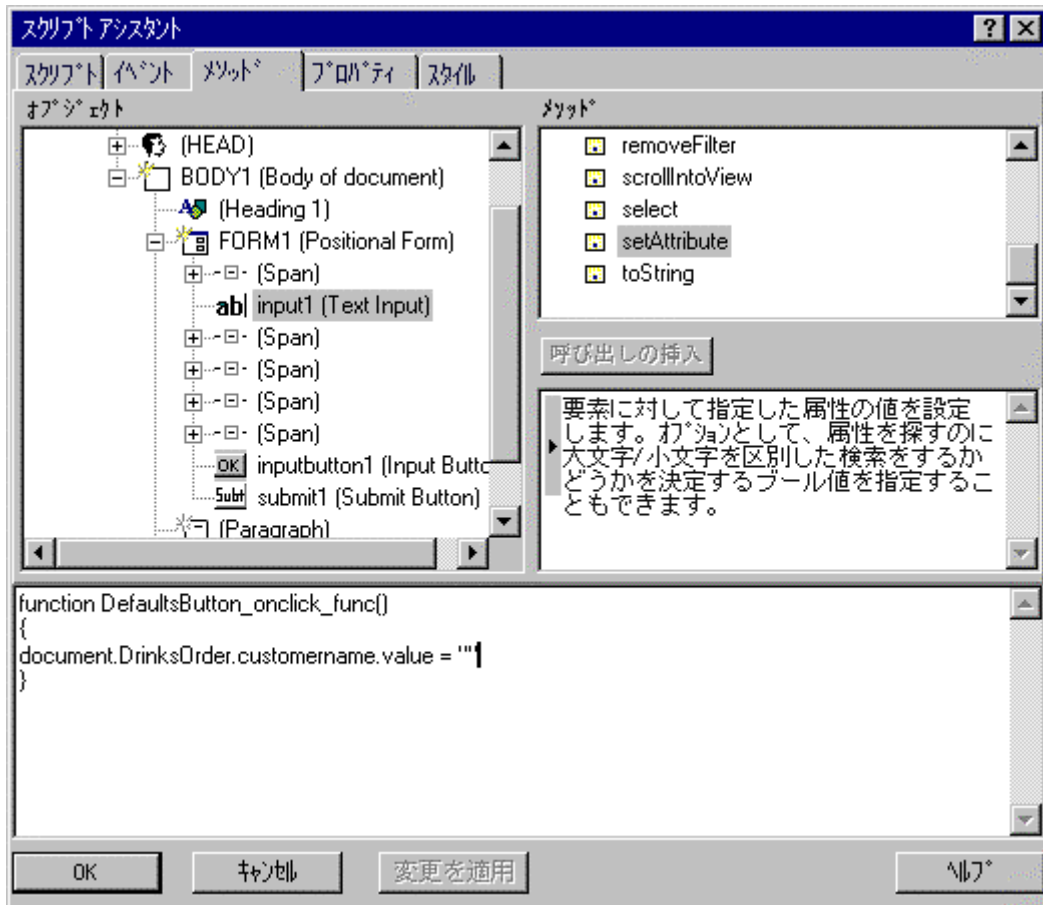 スクリプト アシスタント
スクリプト イベント メソッド プロパティ スタイル
オブジェクト
(HEAD)
BODY1 (Body of document)
(Heading 1)
FORM1 (Positional Form)
(Span)
ab input1 (Text Input)
(Span)
(Span)
(Span)
(Span)
OK inputbutton1 (Input Buttc
Subt submit1 (Submit Button)
(Paragraph)
メソッド
removeFilter
scrollIntoView
select
setAttribute
toString
呼び出しの挿入
要素に対して指定した属性の値を設定
します。オプションとして、属性を探すのに
大文字/小文字を区別した検索をするか
どうかを決定するブール値を指定するこ
ともできます。
function DefaultsButton_onclick_func()
{
document.DrinksOrder.customername.value = '""
}
OK キャンセル 変更を適用 ヘルプ